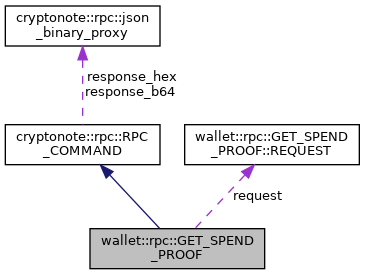 cryptonote::rpc::json
_binary_proxy
response_hex
response_b64
cryptonote::rpc::RPC
_COMMAND
wallet::rpc::GET_SPEND
_PROOF::REQUEST
request
wallet::rpc::GET_SPEND
_PROOF